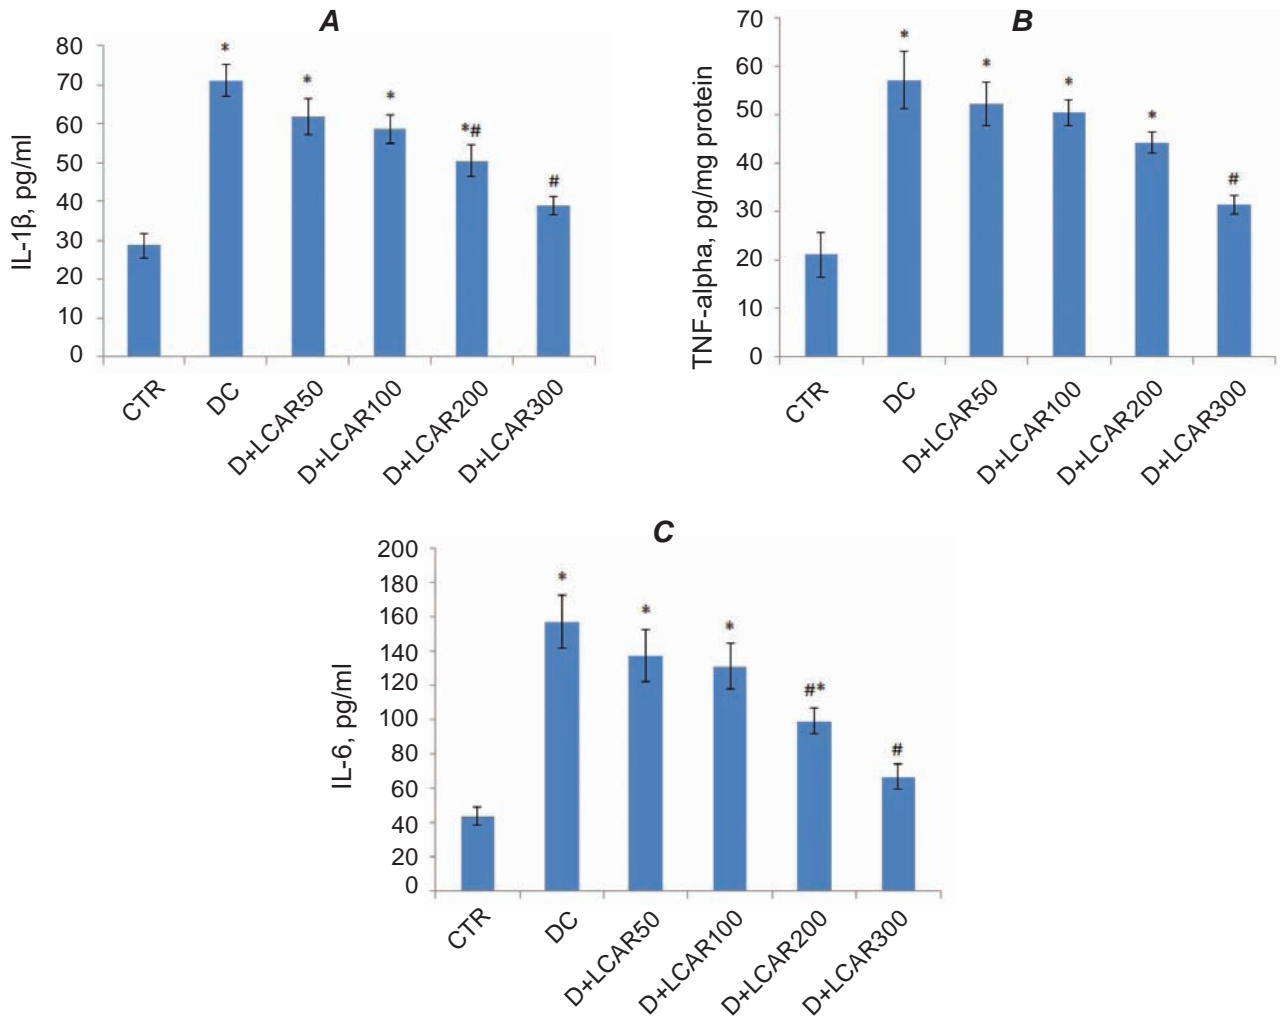 A
IL-1β, pg/ml
80
70
60
50
40
30
20
10
0
*
*
*
*#
#
CTR
DC
D+LCAR50
D+LCAR100
D+LCAR200
D+LCAR300
B
TNF-alpha, pg/mg protein
70
60
50
40
30
20
10
0
*
*
*
*
#
CTR
DC
D+LCAR50
D+LCAR100
D+LCAR200
D+LCAR300
C
IL-6, pg/ml
200
180
160
140
120
100
80
60
40
20
0
*
*
*
#*
#
CTR
DC
D+LCAR50
D+LCAR100
D+LCAR200
D+LCAR300